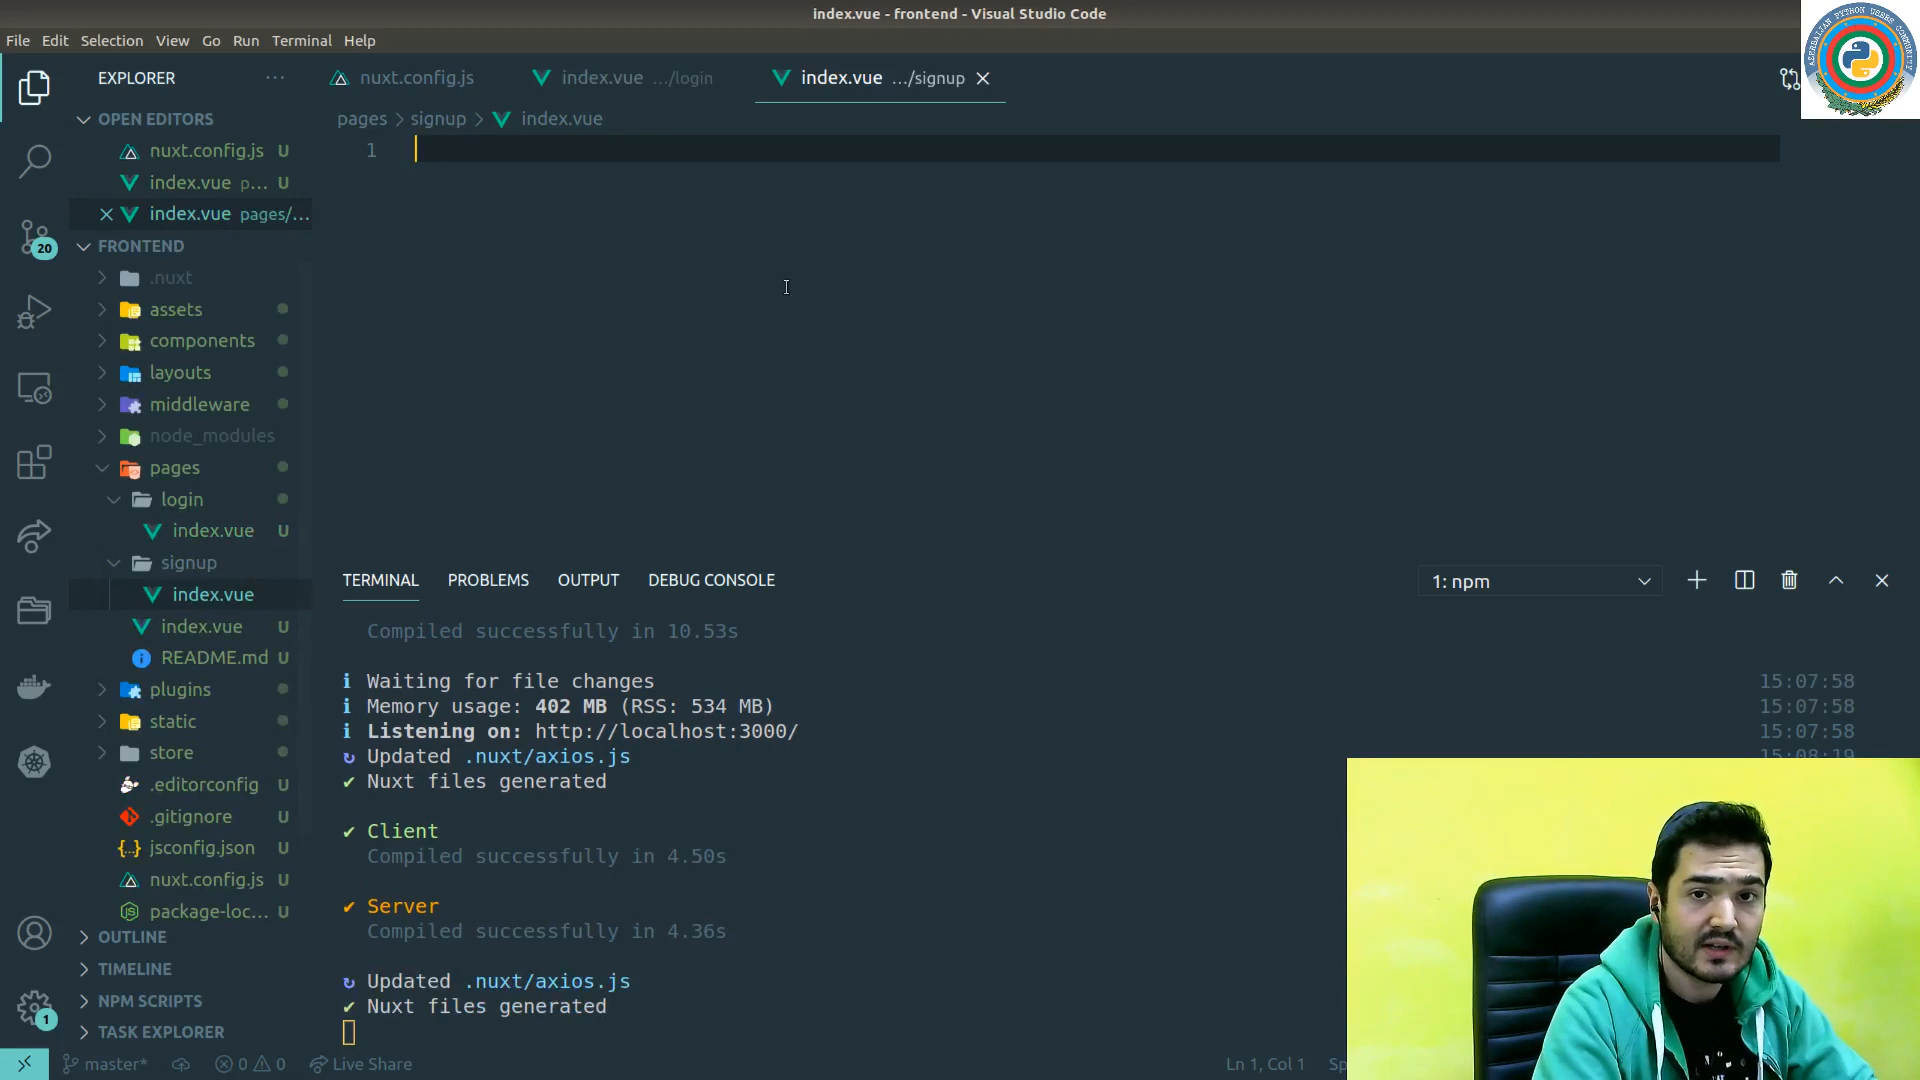 index.vue - frontend - Visual Studio Code
File Edit Selection View Go Run Terminal Help
AZERBAIJAN PYTHON USERS COMMUNITY
EXPLORER
nuxt.config.js
index.vue .../login
index.vue .../signup
OPEN EDITORS
nuxt.config.js U
index.vue p... U
index.vue pages/...
pages > signup > index.vue
1
20
FRONTEND
.nuxt
assets
components
layouts
middleware
node_modules
pages
login
index.vue U
signup
index.vue
index.vue U
README.md U
plugins
static
store
.editorconfig U
.gitignore U
jsconfig.json U
nuxt.config.js U
package-loc... U
OUTLINE
TIMELINE
NPM SCRIPTS
TASK EXPLORER
1
TERMINAL PROBLEMS OUTPUT DEBUG CONSOLE
1: npm
Compiled successfully in 10.53s
i Waiting for file changes 15:07:58
i Memory usage: 402 MB (RSS: 534 MB) 15:07:58
i Listening on: http://localhost:3000/ 15:07:58
↻ Updated .nuxt/axios.js 15:08:19
✔ Nuxt files generated
✔ Client
Compiled successfully in 4.50s
✔ Server
Compiled successfully in 4.36s
↻ Updated .nuxt/axios.js
✔ Nuxt files generated
master* 0 0 Live Share
Ln 1, Col 1 Sp